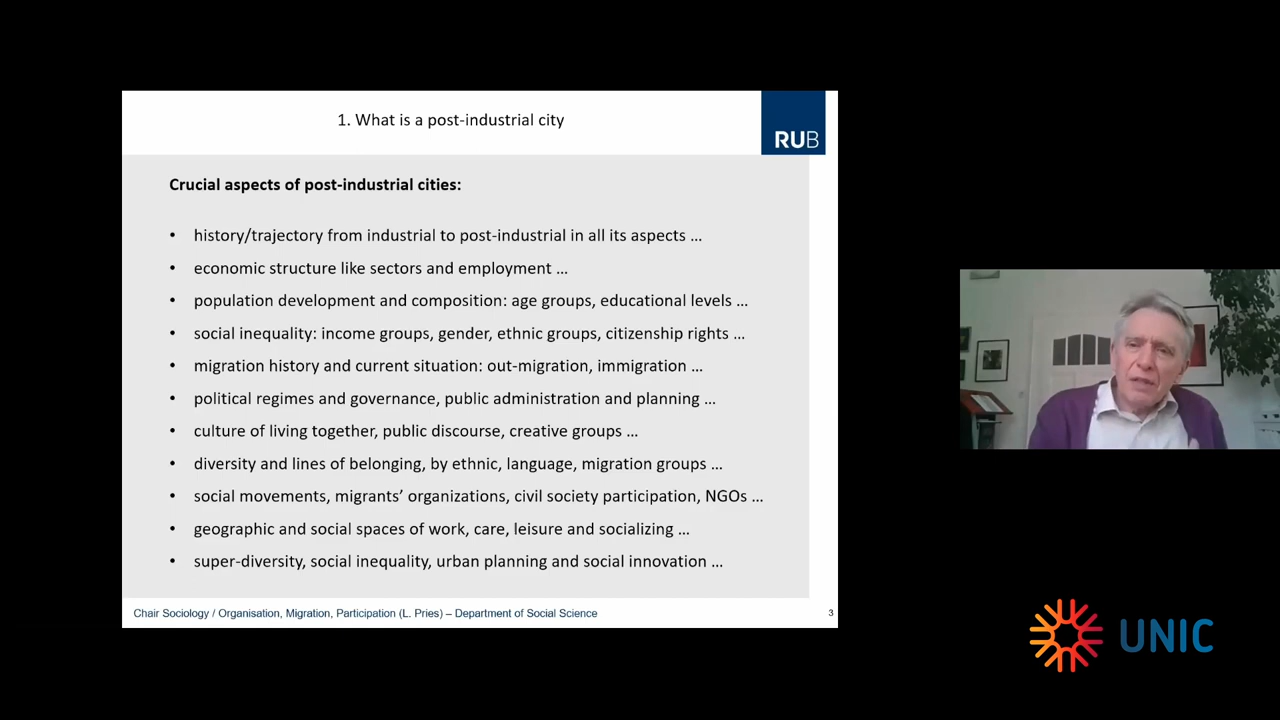 1. What is a post-industrial city
RUB
Crucial aspects of post-industrial cities:
• history/trajectory from industrial to post-industrial in all its aspects ...
• economic structure like sectors and employment ...
• population development and composition: age groups, educational levels ...
• social inequality: income groups, gender, ethnic groups, citizenship rights ...
• migration history and current situation: out-migration, immigration ...
• political regimes and governance, public administration and planning ...
• culture of living together, public discourse, creative groups ...
• diversity and lines of belonging, by ethnic, language, migration groups ...
• social movements, migrants’ organizations, civil society participation, NGOs ...
• geographic and social spaces of work, care, leisure and socializing ...
• super-diversity, social inequality, urban planning and social innovation ...
Chair Sociology / Organisation, Migration, Participation (L. Pries) – Department of Social Science
3
UNIC